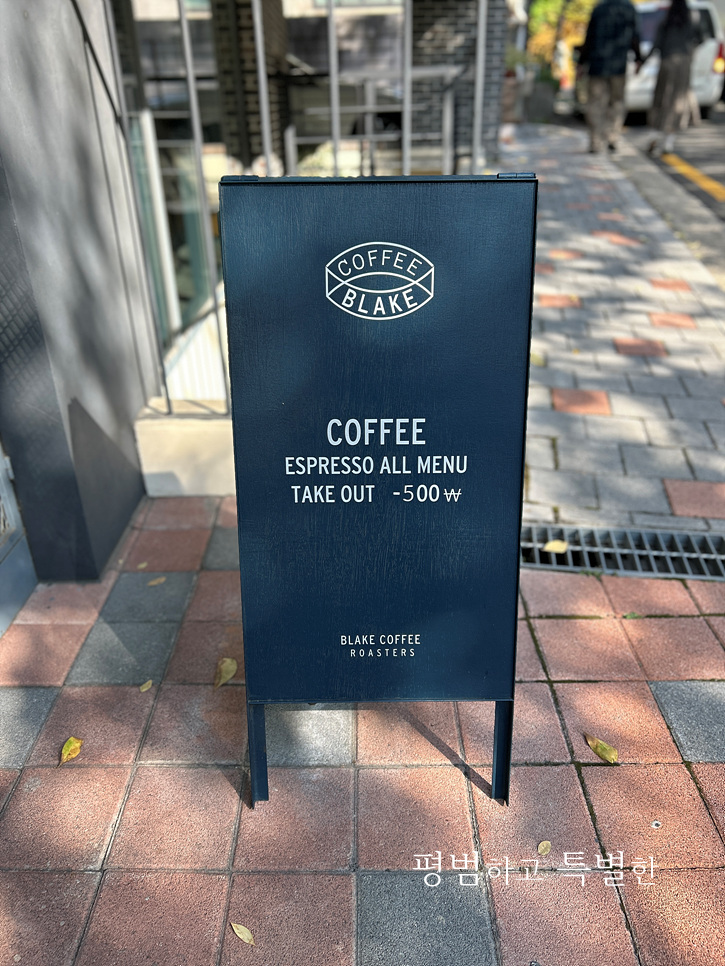 COFFEE
BLAKE
COFFEE
ESPRESSO ALL MENU
TAKE OUT -500₩
BLAKE COFFEE
ROASTERS
평범하고 특별한